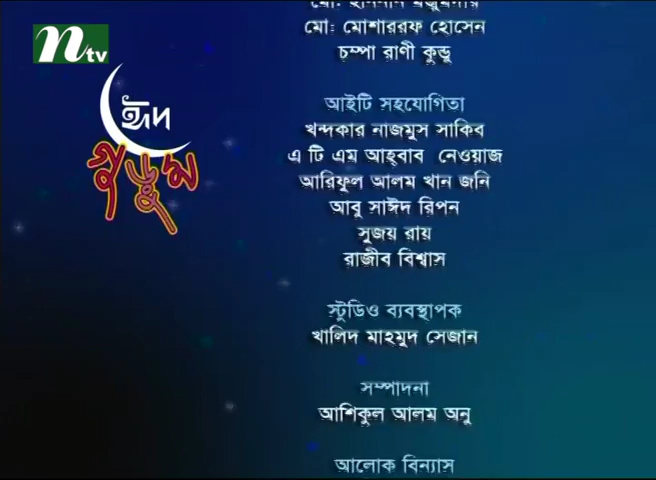 ntv
ঈদ
গুড়ুম
মো: মোশাররফ হোসেন
চম্পা রাণী কুন্ডু
আইটি সহযোগিতা
খন্দকার নাজমুস সাকিব
এ টি এম আহ্‌বাব নেওয়াজ
আরিফুল আলম খান জনি
আবু সাঈদ রিপন
সুজয় রায়
রাজীব বিশ্বাস
স্টুডিও ব্যবস্থাপক
খালিদ মাহমুদ সেজান
সম্পাদনা
আশিকুল আলম অনু
আলোক বিন্যাস